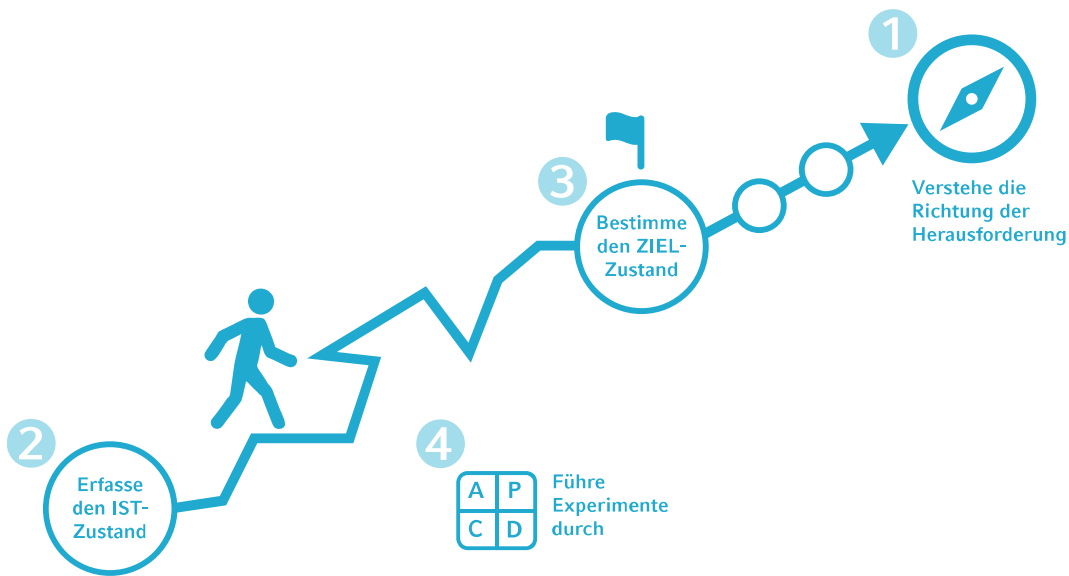 1
Verstehe die
Richtung der
Herausforderung
2
Erfasse
den IST-
Zustand
3
Bestimme
den ZIEL-
Zustand
4
A P
C D
Führe
Experimente
durch